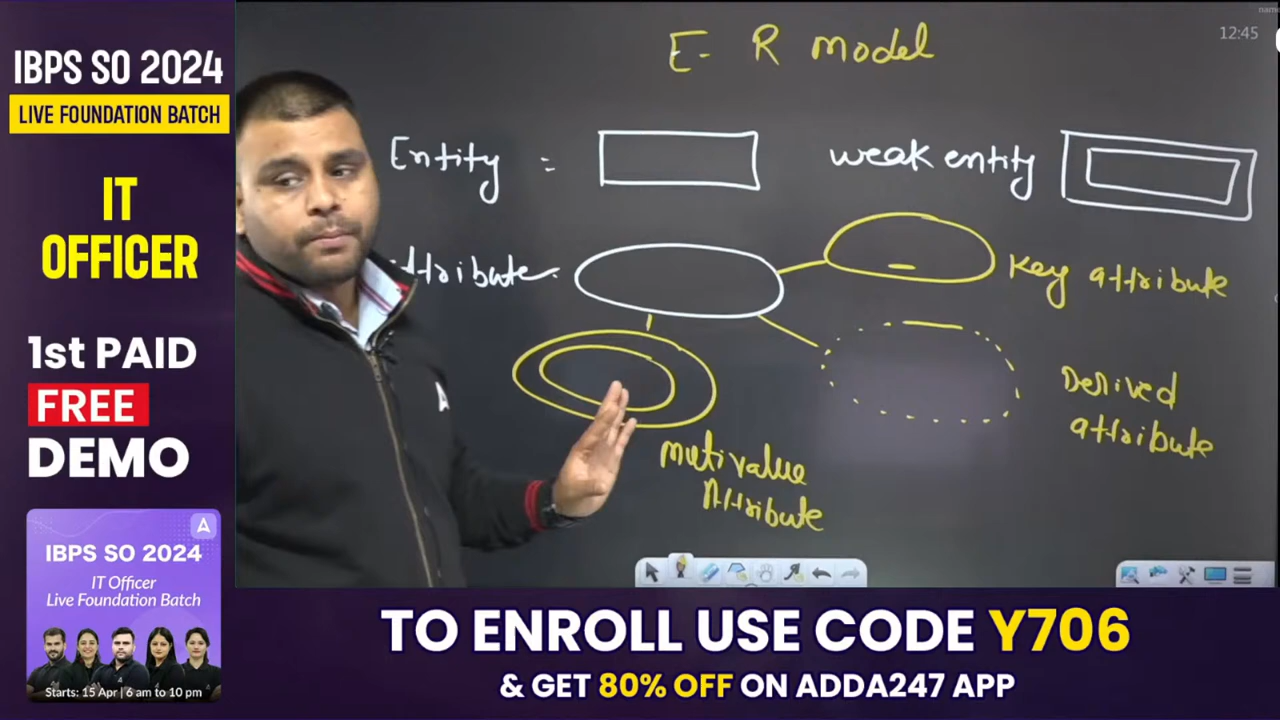 IBPS SO 2024
LIVE FOUNDATION BATCH
IT
OFFICER
1st PAID
FREE
DEMO
A
IBPS SO 2024
IT Officer
Live Foundation Batch
Starts: 15 Apr | 6 am to 10 pm
12:45
E-R model
Entity =
weak entity
ttribute
Key attribute
Derived
attribute
Mutivalue
Attribute
TO ENROLL USE CODE Y706
& GET 80% OFF ON ADDA247 APP